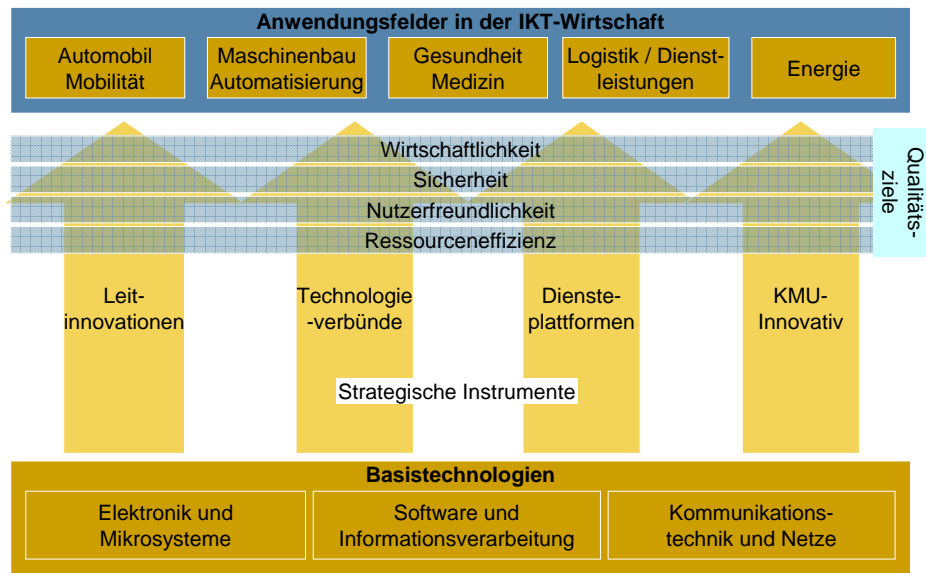 Anwendungsfelder in der IKT-Wirtschaft
Automobil
Mobilität
Maschinenbau
Automatisierung
Gesundheit
Medizin
Logistik / Dienst-
leistungen
Energie
Wirtschaftlichkeit
Sicherheit
Nutzerfreundlichkeit
Ressourceneffizienz
Qualitäts-
ziele
Leit-
innovationen
Technologie
-verbünde
Dienste-
plattformen
KMU-
Innovativ
Strategische Instrumente
Basistechnologien
Elektronik und
Mikrosysteme
Software und
Informationsverarbeitung
Kommunikations-
technik und Netze